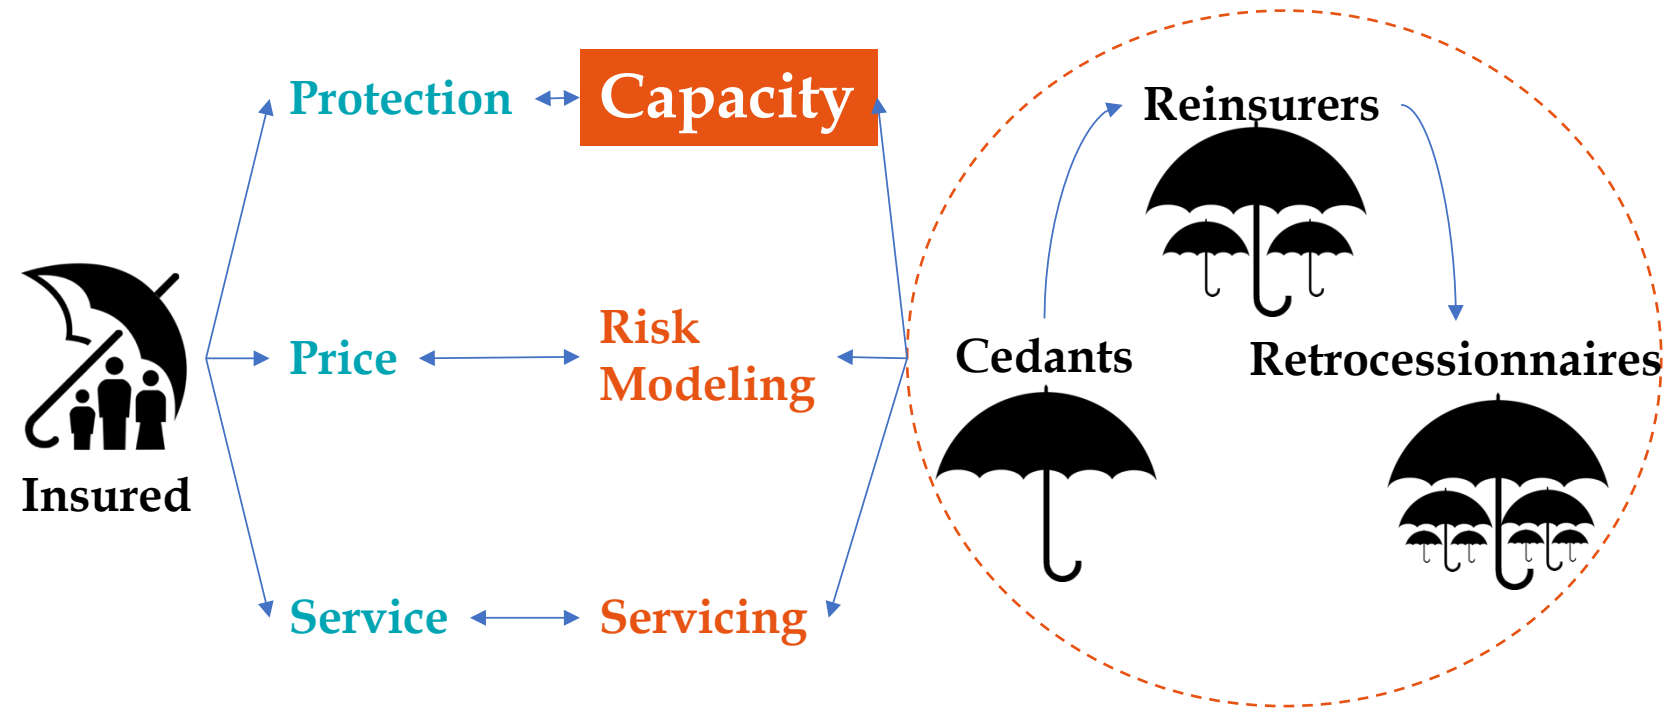 Protection
Capacity
Reinsurers
Risk
Modeling
Price
Cedants
Retrocessionnaires
Insured
Service
Servicing